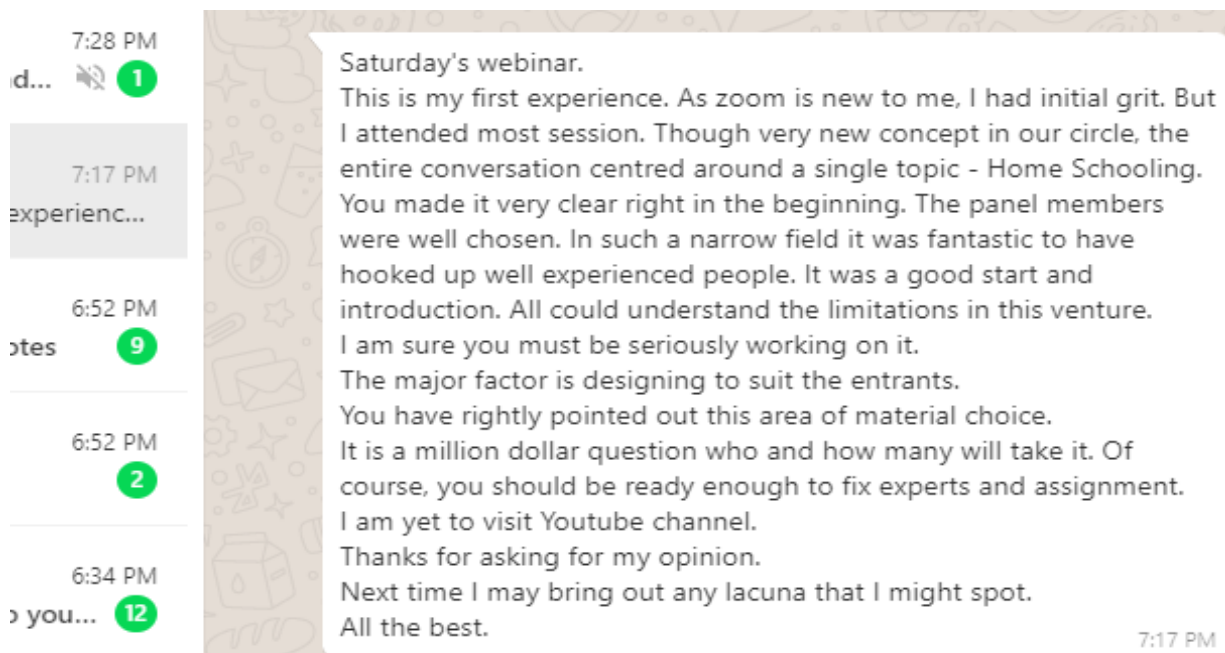 7:28 PM
d... 1
7:17 PM
experienc...
6:52 PM
otes 9
6:52 PM
2
6:34 PM
o you... 12
Saturday's webinar.
This is my first experience. As zoom is new to me, I had initial grit. But
I attended most session. Though very new concept in our circle, the
entire conversation centred around a single topic - Home Schooling.
You made it very clear right in the beginning. The panel members
were well chosen. In such a narrow field it was fantastic to have
hooked up well experienced people. It was a good start and
introduction. All could understand the limitations in this venture.
I am sure you must be seriously working on it.
The major factor is designing to suit the entrants.
You have rightly pointed out this area of material choice.
It is a million dollar question who and how many will take it. Of
course, you should be ready enough to fix experts and assignment.
I am yet to visit Youtube channel.
Thanks for asking for my opinion.
Next time I may bring out any lacuna that I might spot.
All the best.
7:17 PM